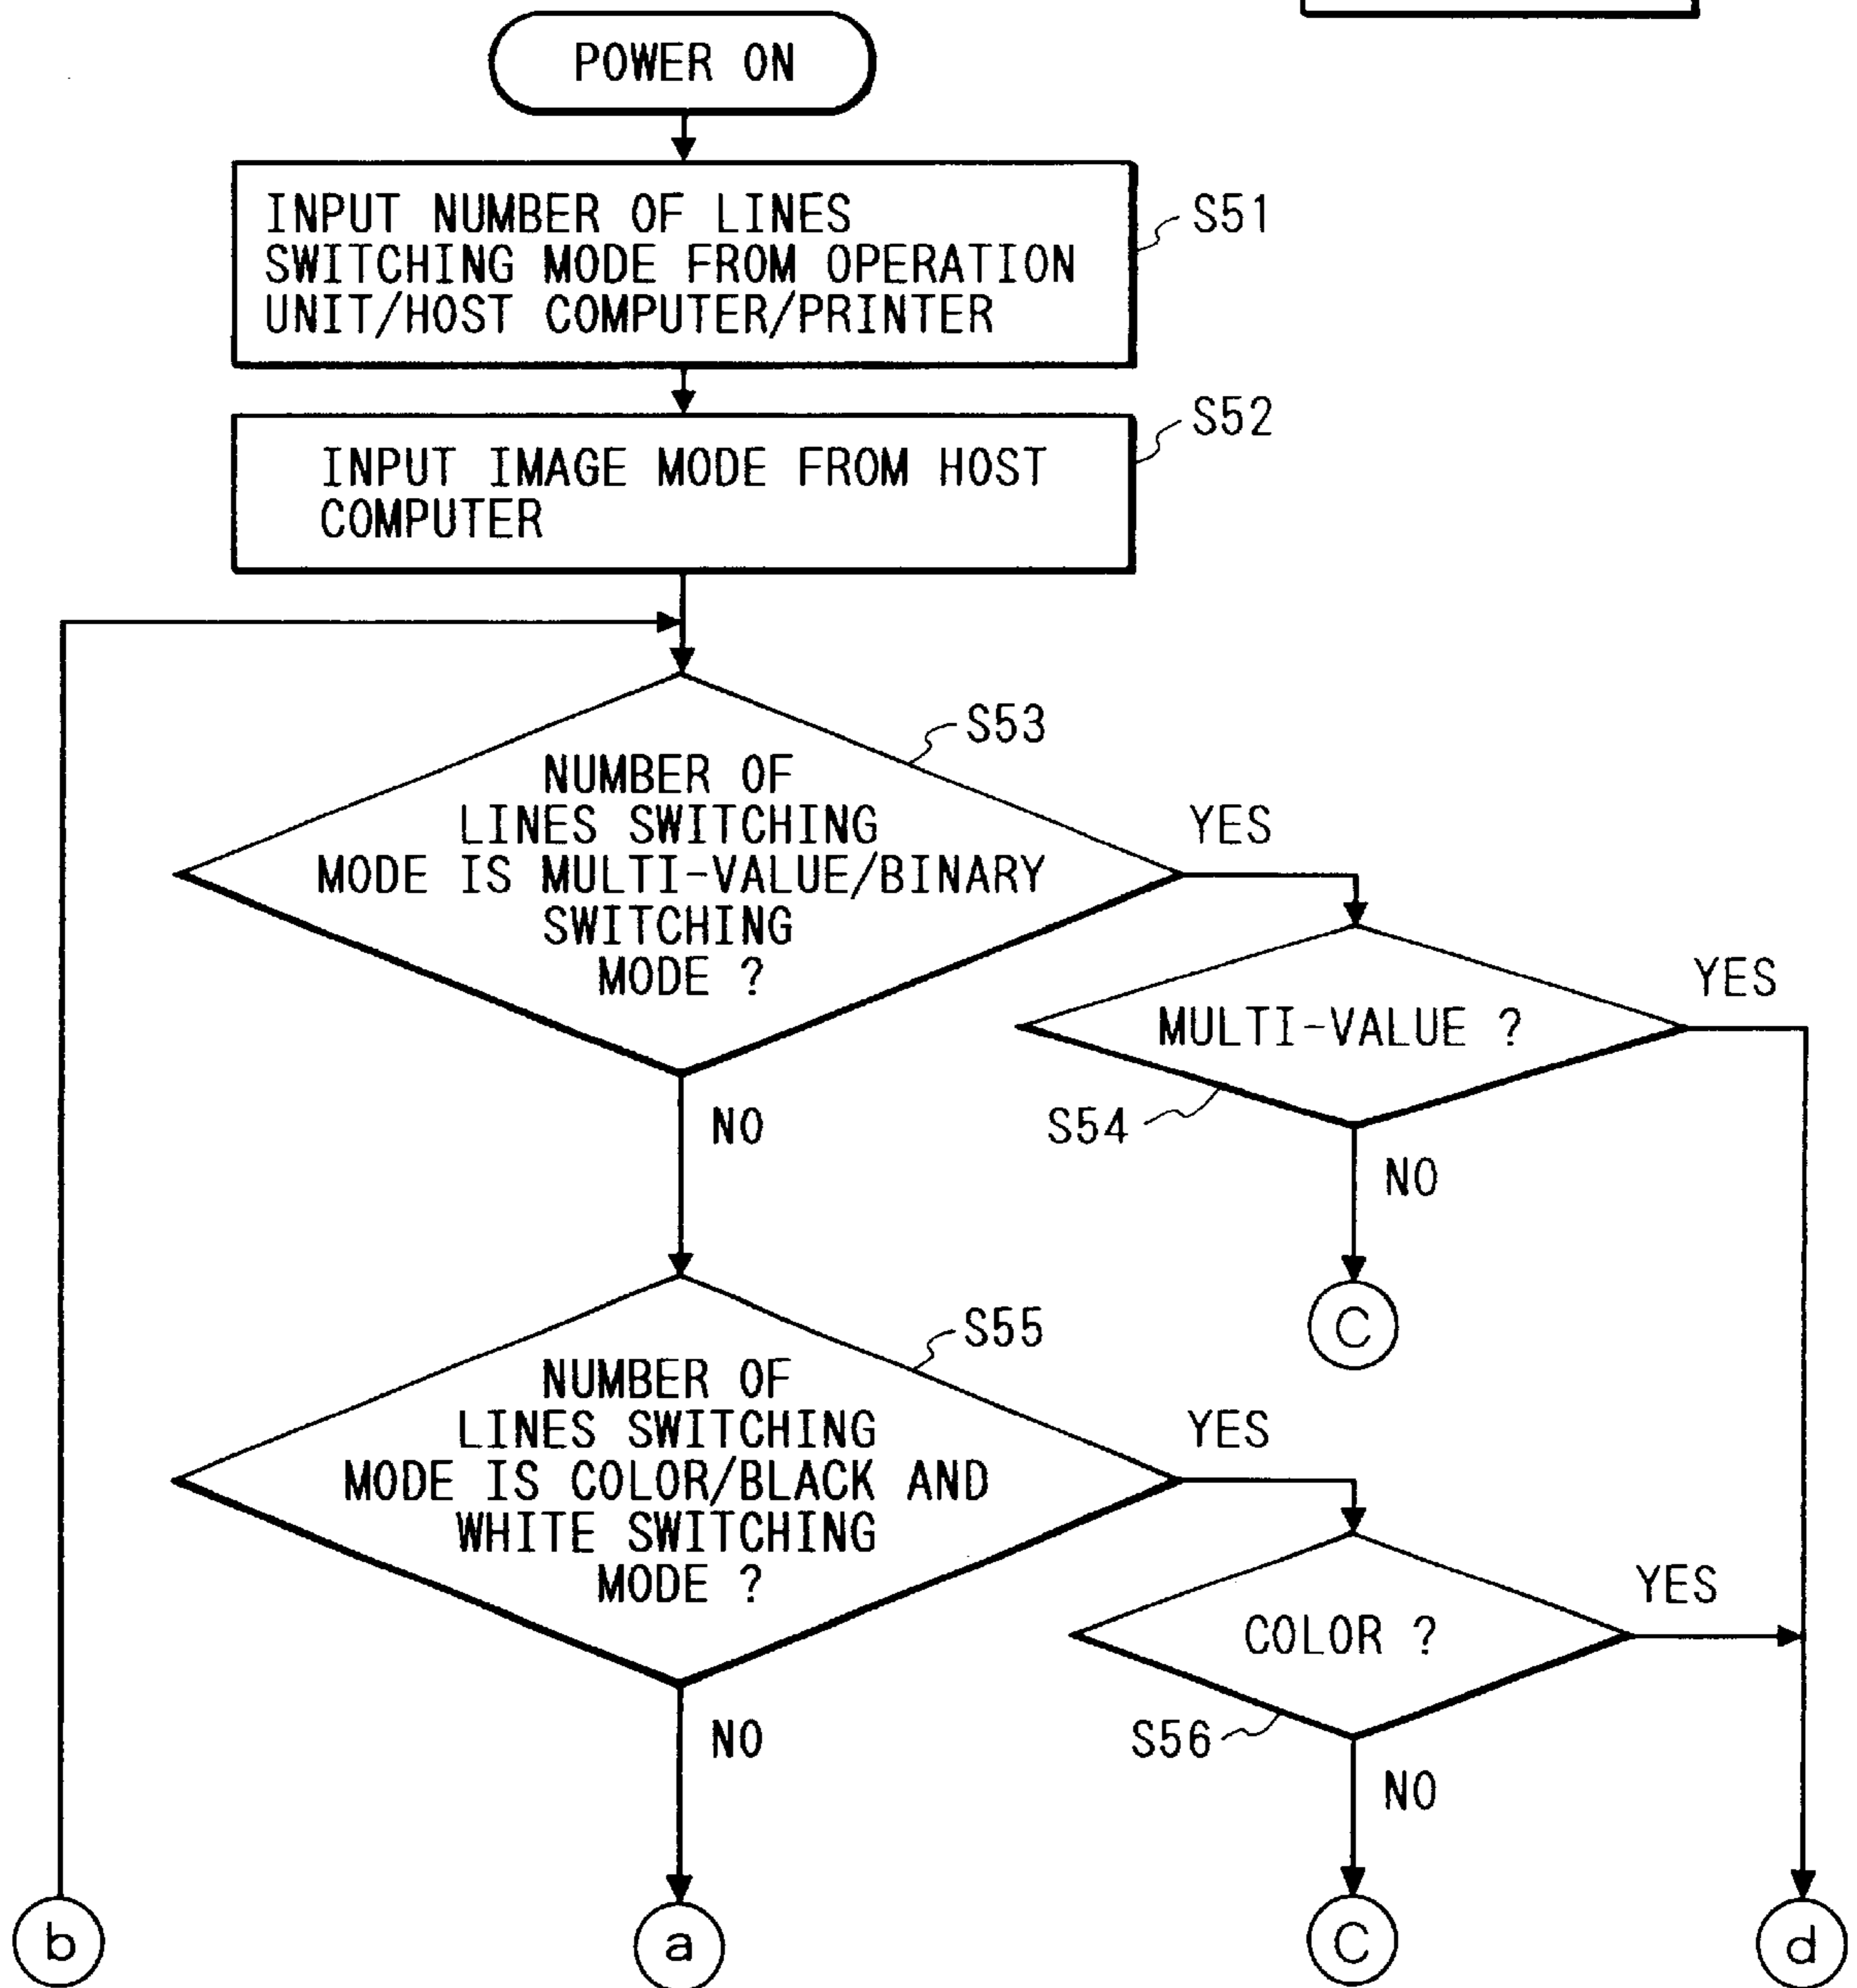 POWER ON
INPUT NUMBER OF LINES
SWITCHING MODE FROM OPERATION
UNIT/HOST COMPUTER/PRINTER
S51
INPUT IMAGE MODE FROM HOST
COMPUTER
S52
NUMBER OF
LINES SWITCHING
MODE IS MULTI-VALUE/BINARY
SWITCHING
MODE ?
S53
YES
NO
MULTI-VALUE ?
S54
YES
NO
C
NUMBER OF
LINES SWITCHING
MODE IS COLOR/BLACK AND
WHITE SWITCHING
MODE ?
S55
YES
NO
COLOR ?
S56
YES
NO
b
a
C
d